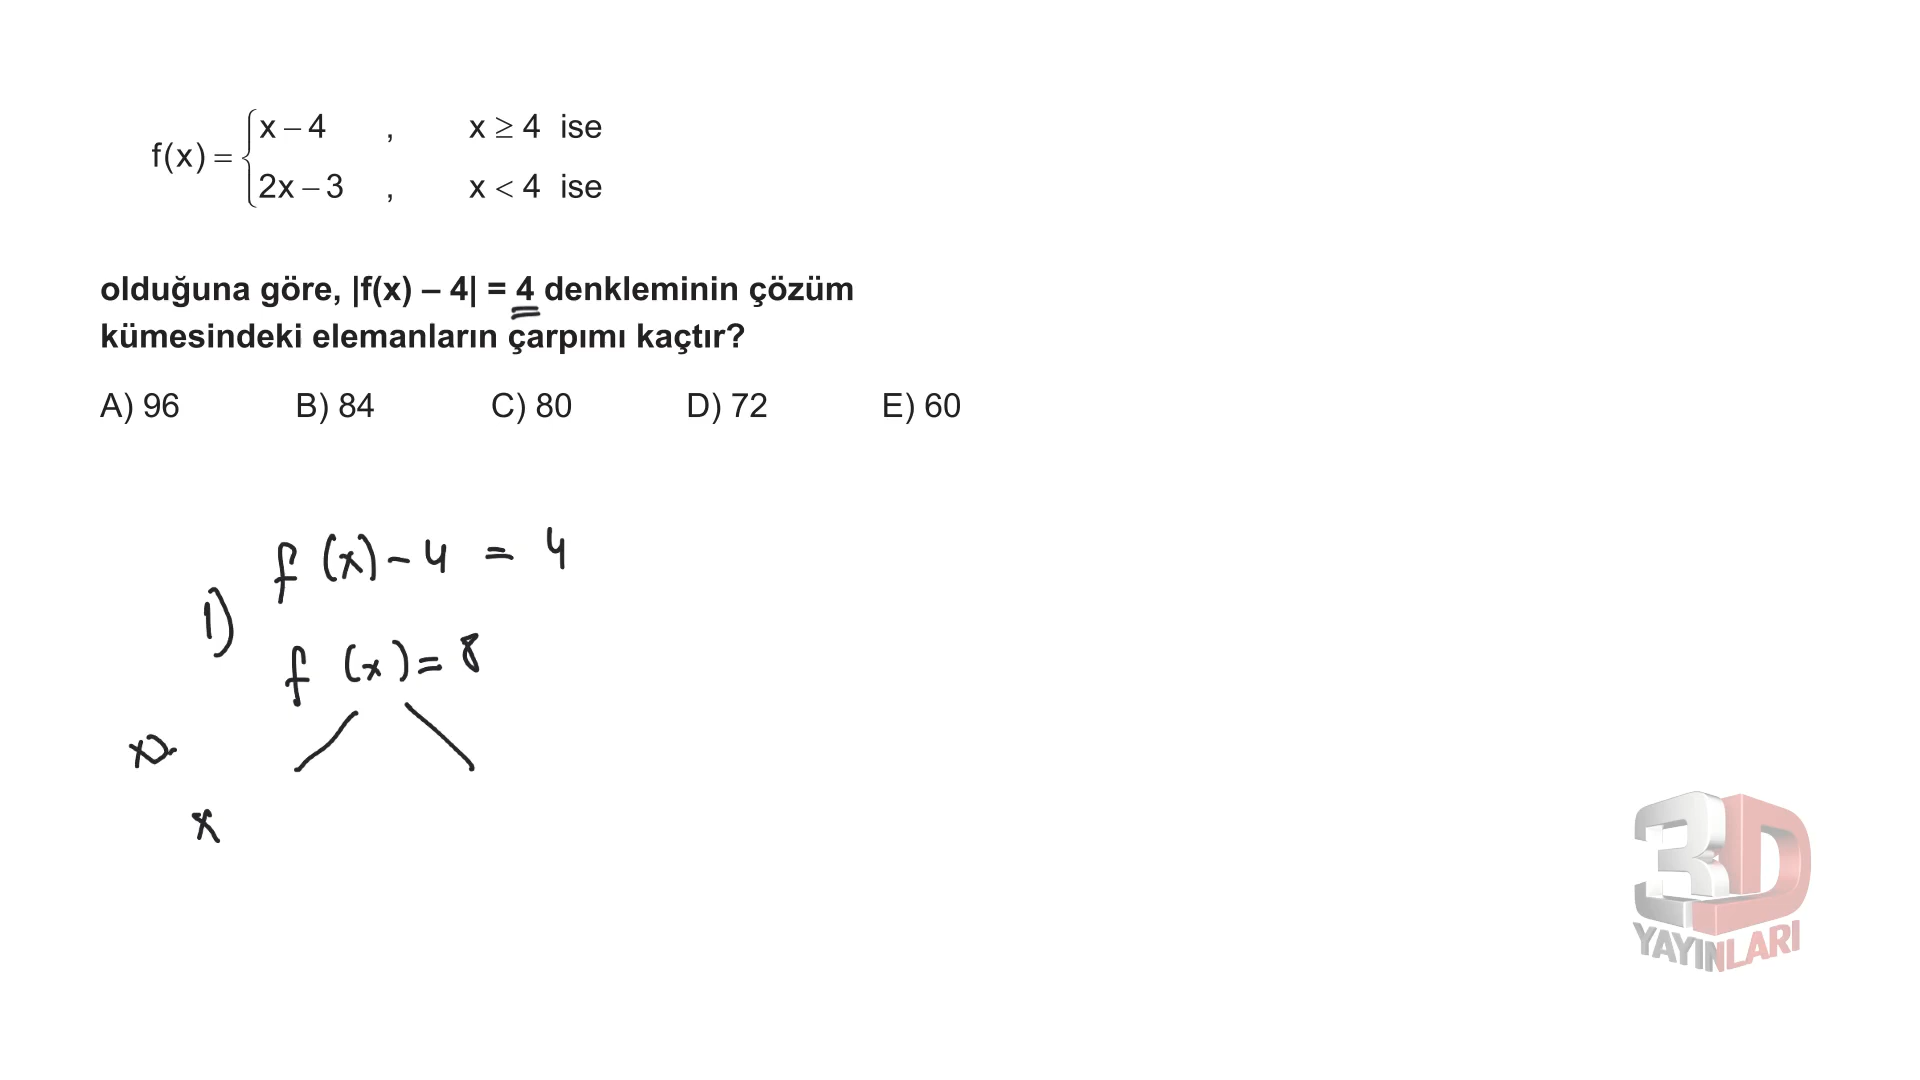 f(x) = { x – 4 , x ≥ 4 ise
2x – 3 , x < 4 ise
olduğuna göre, |f(x) – 4| = 4 denkleminin çözüm
kümesindeki elemanların çarpımı kaçtır?
A) 96 B) 84 C) 80 D) 72 E) 60
f (x) – 4 = 4
1)
f (x) = 8
x
3D
YAYINLARI